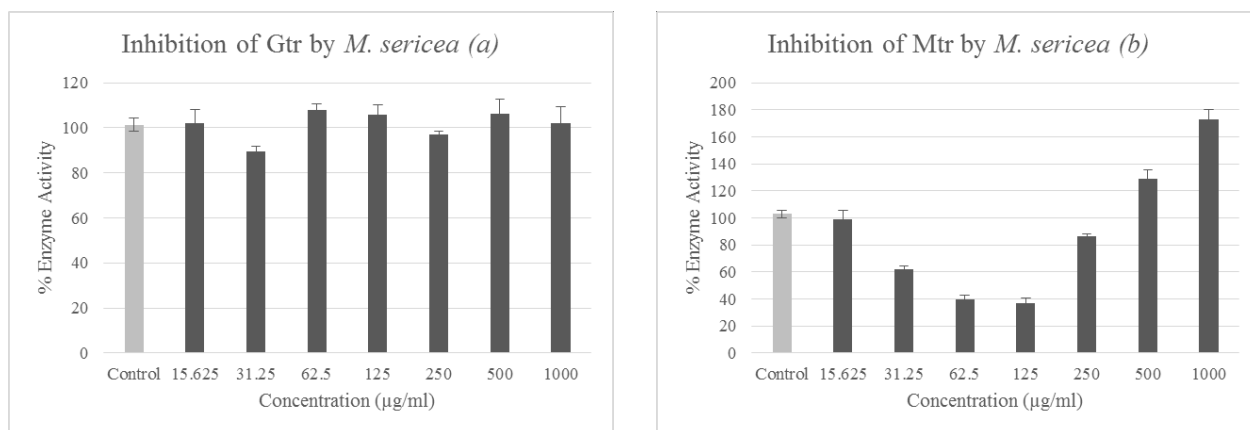 Inhibition of Gtr by M. sericea (a)
120
100
80
60
40
20
0
% Enzyme Activity
Control 15.625 31.25 62.5 125 250 500 1000
Concentration (µg/ml)
Inhibition of Mtr by M. sericea (b)
200
180
160
140
120
100
80
60
40
20
0
% Enzyme Activity
Control 15.625 31.25 62.5 125 250 500 1000
Concentration (µg/ml)